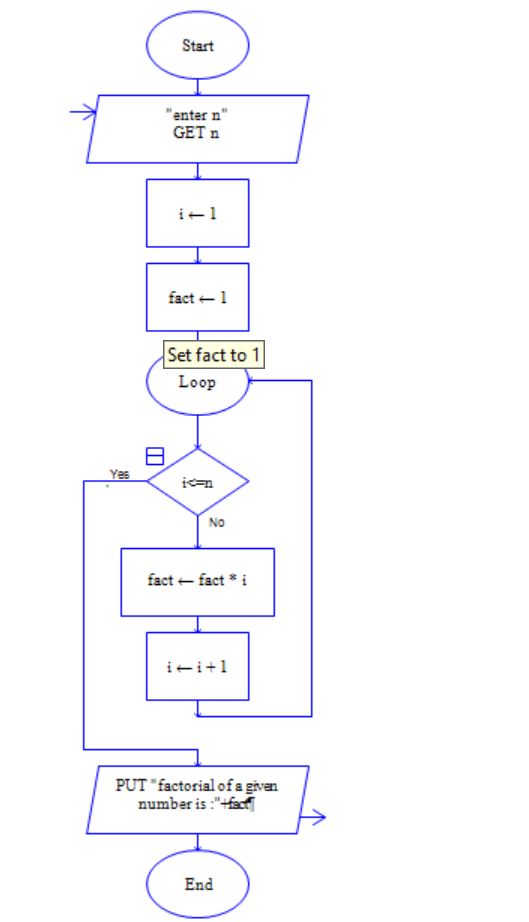 Start
"enter n"
GET n
i ← 1
fact ← 1
Set fact to 1
Loop
i<=n
Yes
No
fact ← fact * i
i ← i + 1
PUT "factorial of a given
number is :"+fact¶
End